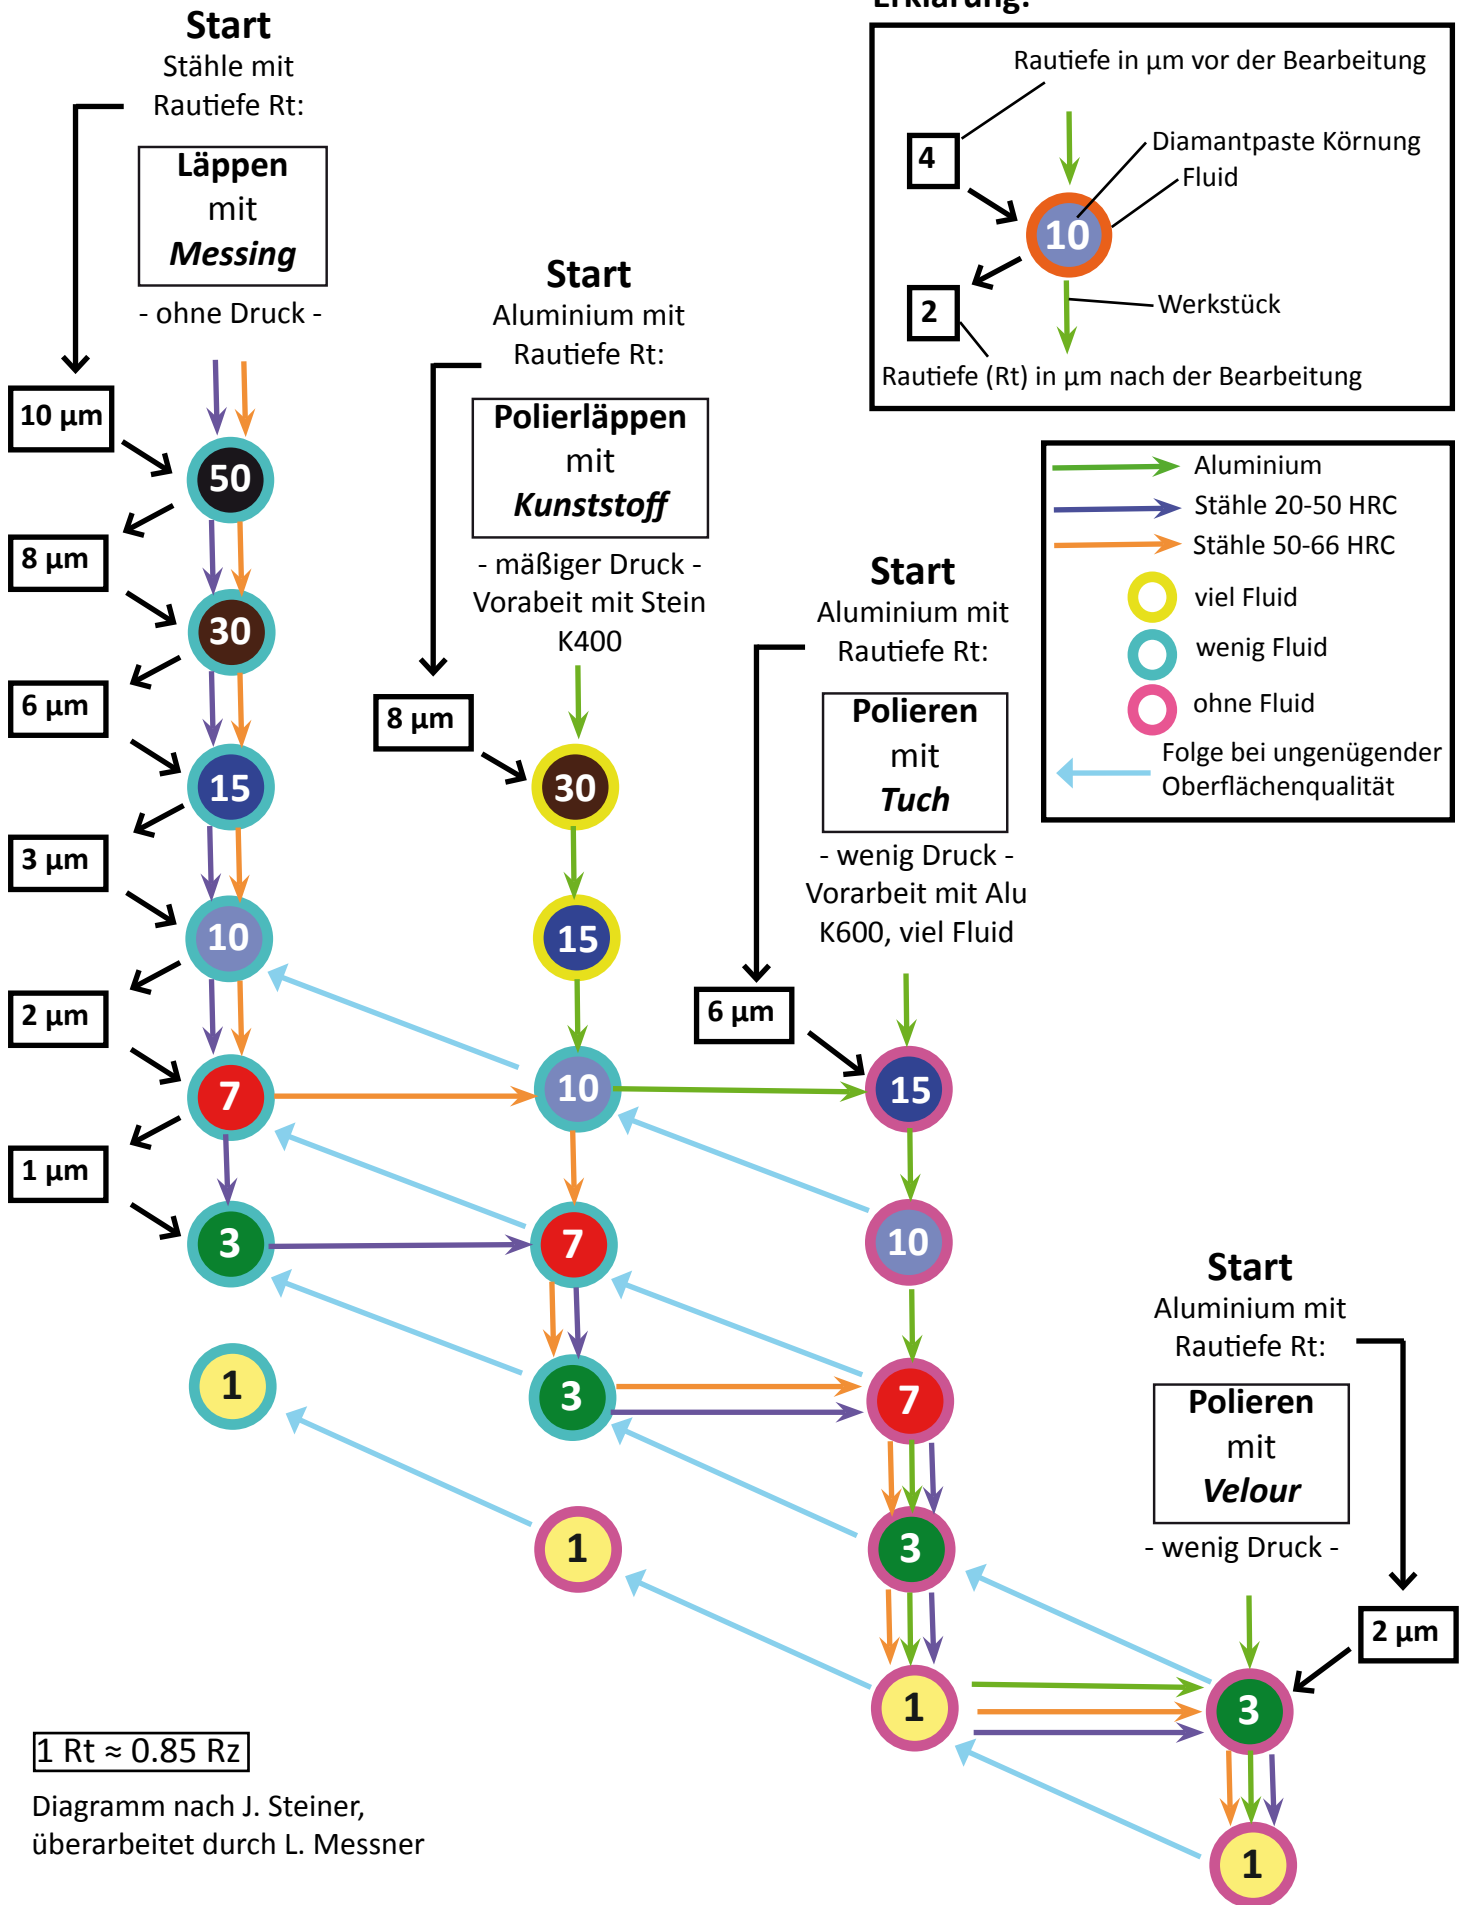 Erklärung:
Rautiefe in µm vor der Bearbeitung
4
Diamantpaste Körnung
Fluid
10
2
Werkstück
Rautiefe (Rt) in µm nach der Bearbeitung
Aluminium
Stähle 20-50 HRC
Stähle 50-66 HRC
viel Fluid
wenig Fluid
ohne Fluid
Folge bei ungenügender
Oberflächenqualität
Start
Stähle mit
Rautiefe Rt:
Läppen
mit
Messing
- ohne Druck -
10 µm
50
8 µm
30
6 µm
15
3 µm
10
2 µm
7
1 µm
3
1
Start
Aluminium mit
Rautiefe Rt:
Polierläppen
mit
Kunststoff
- mäßiger Druck -
Vorabeit mit Stein
K400
8 µm
30
15
10
7
3
1
Start
Aluminium mit
Rautiefe Rt:
Polieren
mit
Tuch
- wenig Druck -
Vorarbeit mit Alu
K600, viel Fluid
6 µm
15
10
7
3
1
Start
Aluminium mit
Rautiefe Rt:
Polieren
mit
Velour
- wenig Druck -
2 µm
3
1
1 Rt ≈ 0.85 Rz
Diagramm nach J. Steiner,
überarbeitet durch L. Messner